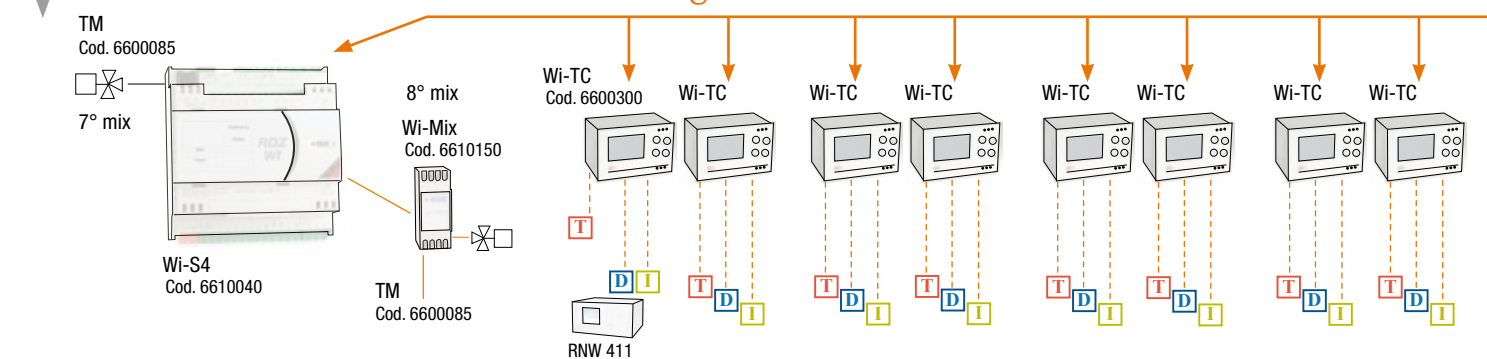 TM
Cod. 6600085
7° mix
RDZ
WI
Wi-S4
Cod. 6610040
8° mix
Wi-Mix
Cod. 6610150
TM
Cod. 6600085
Wi-TC
Cod. 6600300
Wi-TC
Wi-TC
Wi-TC
Wi-TC
Wi-TC
Wi-TC
Wi-TC
T
D I
RNW 411
T
D
I
T
D
I
T
D
I
T
D
I
T
D
I
T
D
I
T
D
I